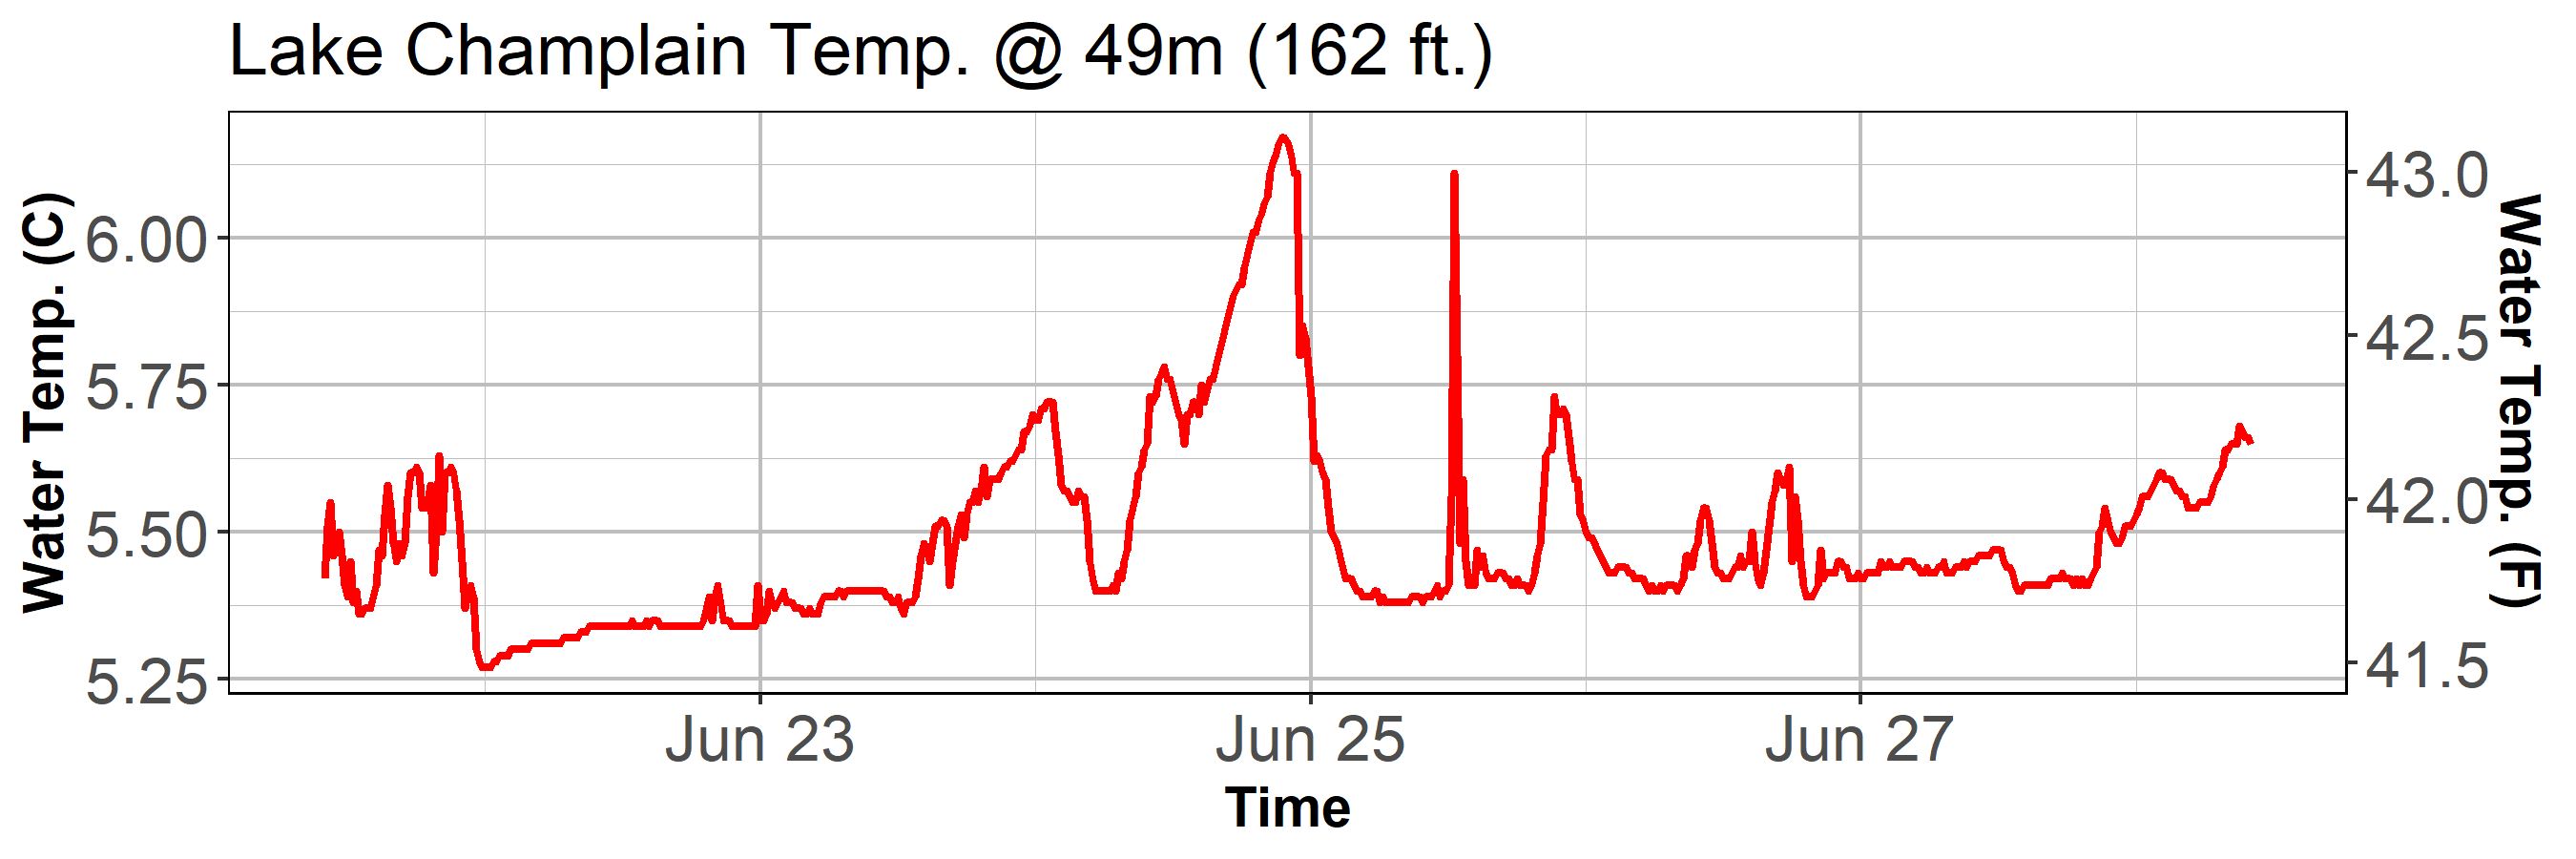 Lake Champlain Temp. @ 49m (162 ft.)
Water Temp. (C)
6.00
5.75
5.50
5.25
43.0
42.5
42.0
41.5
Water Temp. (F)
Jun 23
Jun 25
Jun 27
Time